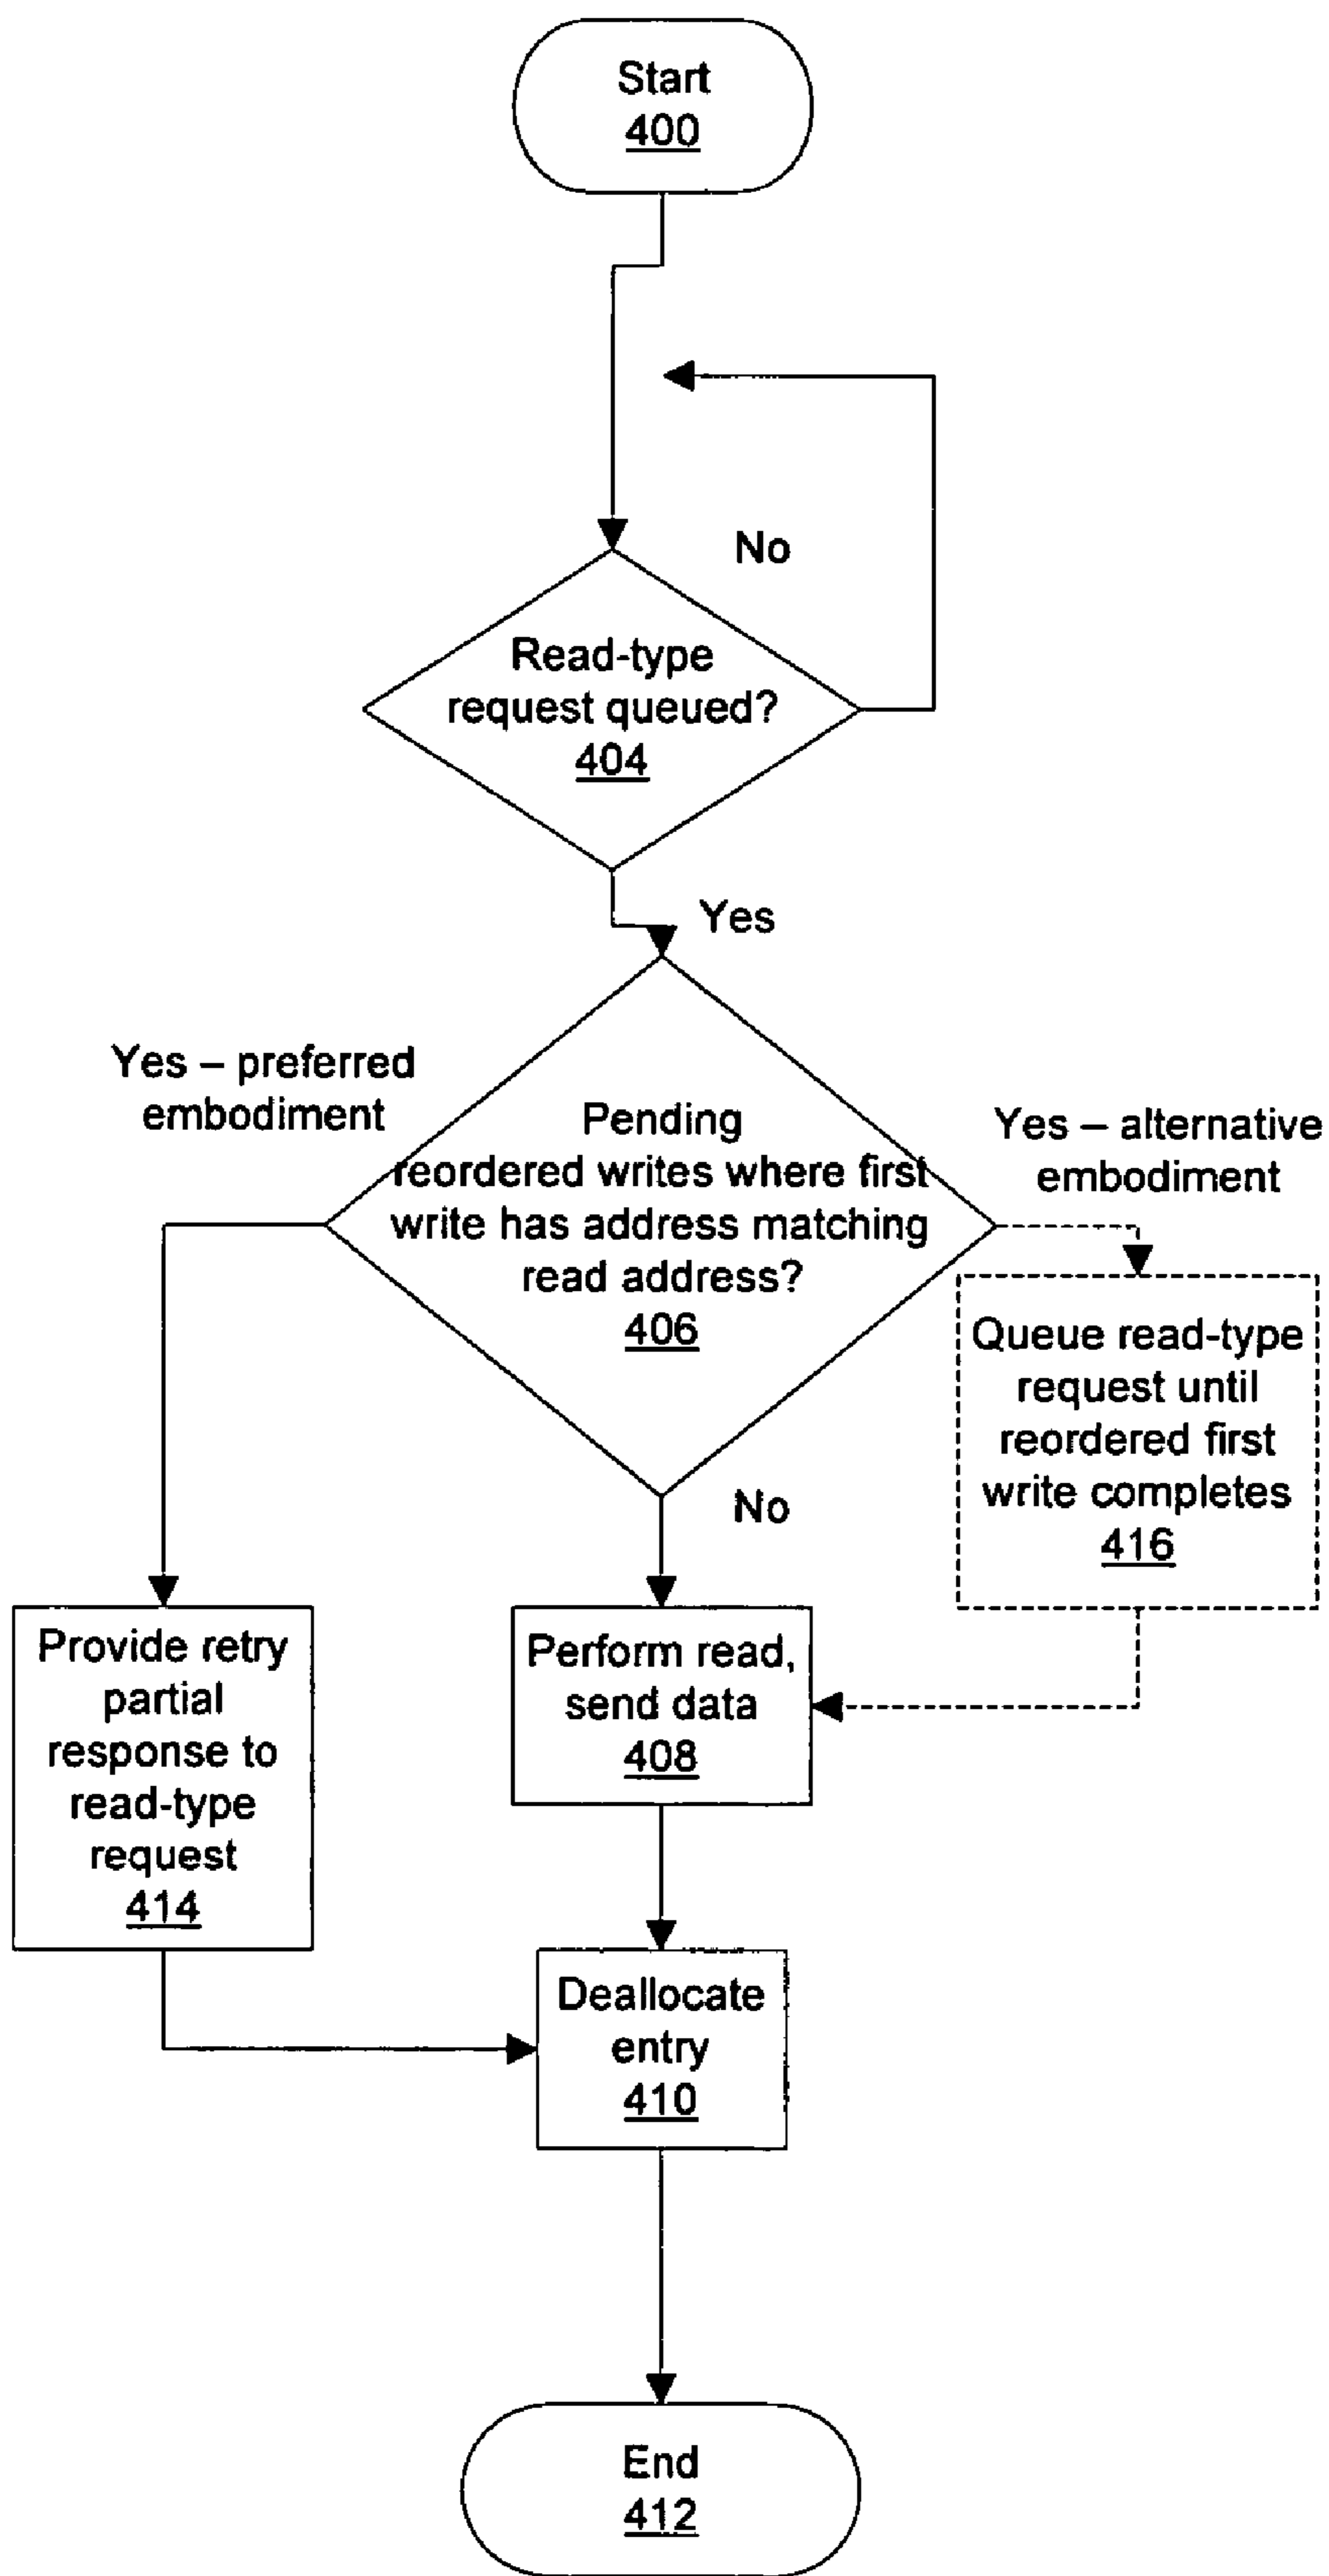 Start
400
No
Read-type
request queued?
404
Yes
Yes – preferred
embodiment
Pending
reordered writes where first
write has address matching
read address?
406
Yes – alternative
embodiment
Queue read-type
request until
reordered first
write completes
416
No
Provide retry
partial
response to
read-type
request
414
Perform read,
send data
408
Deallocate
entry
410
End
412